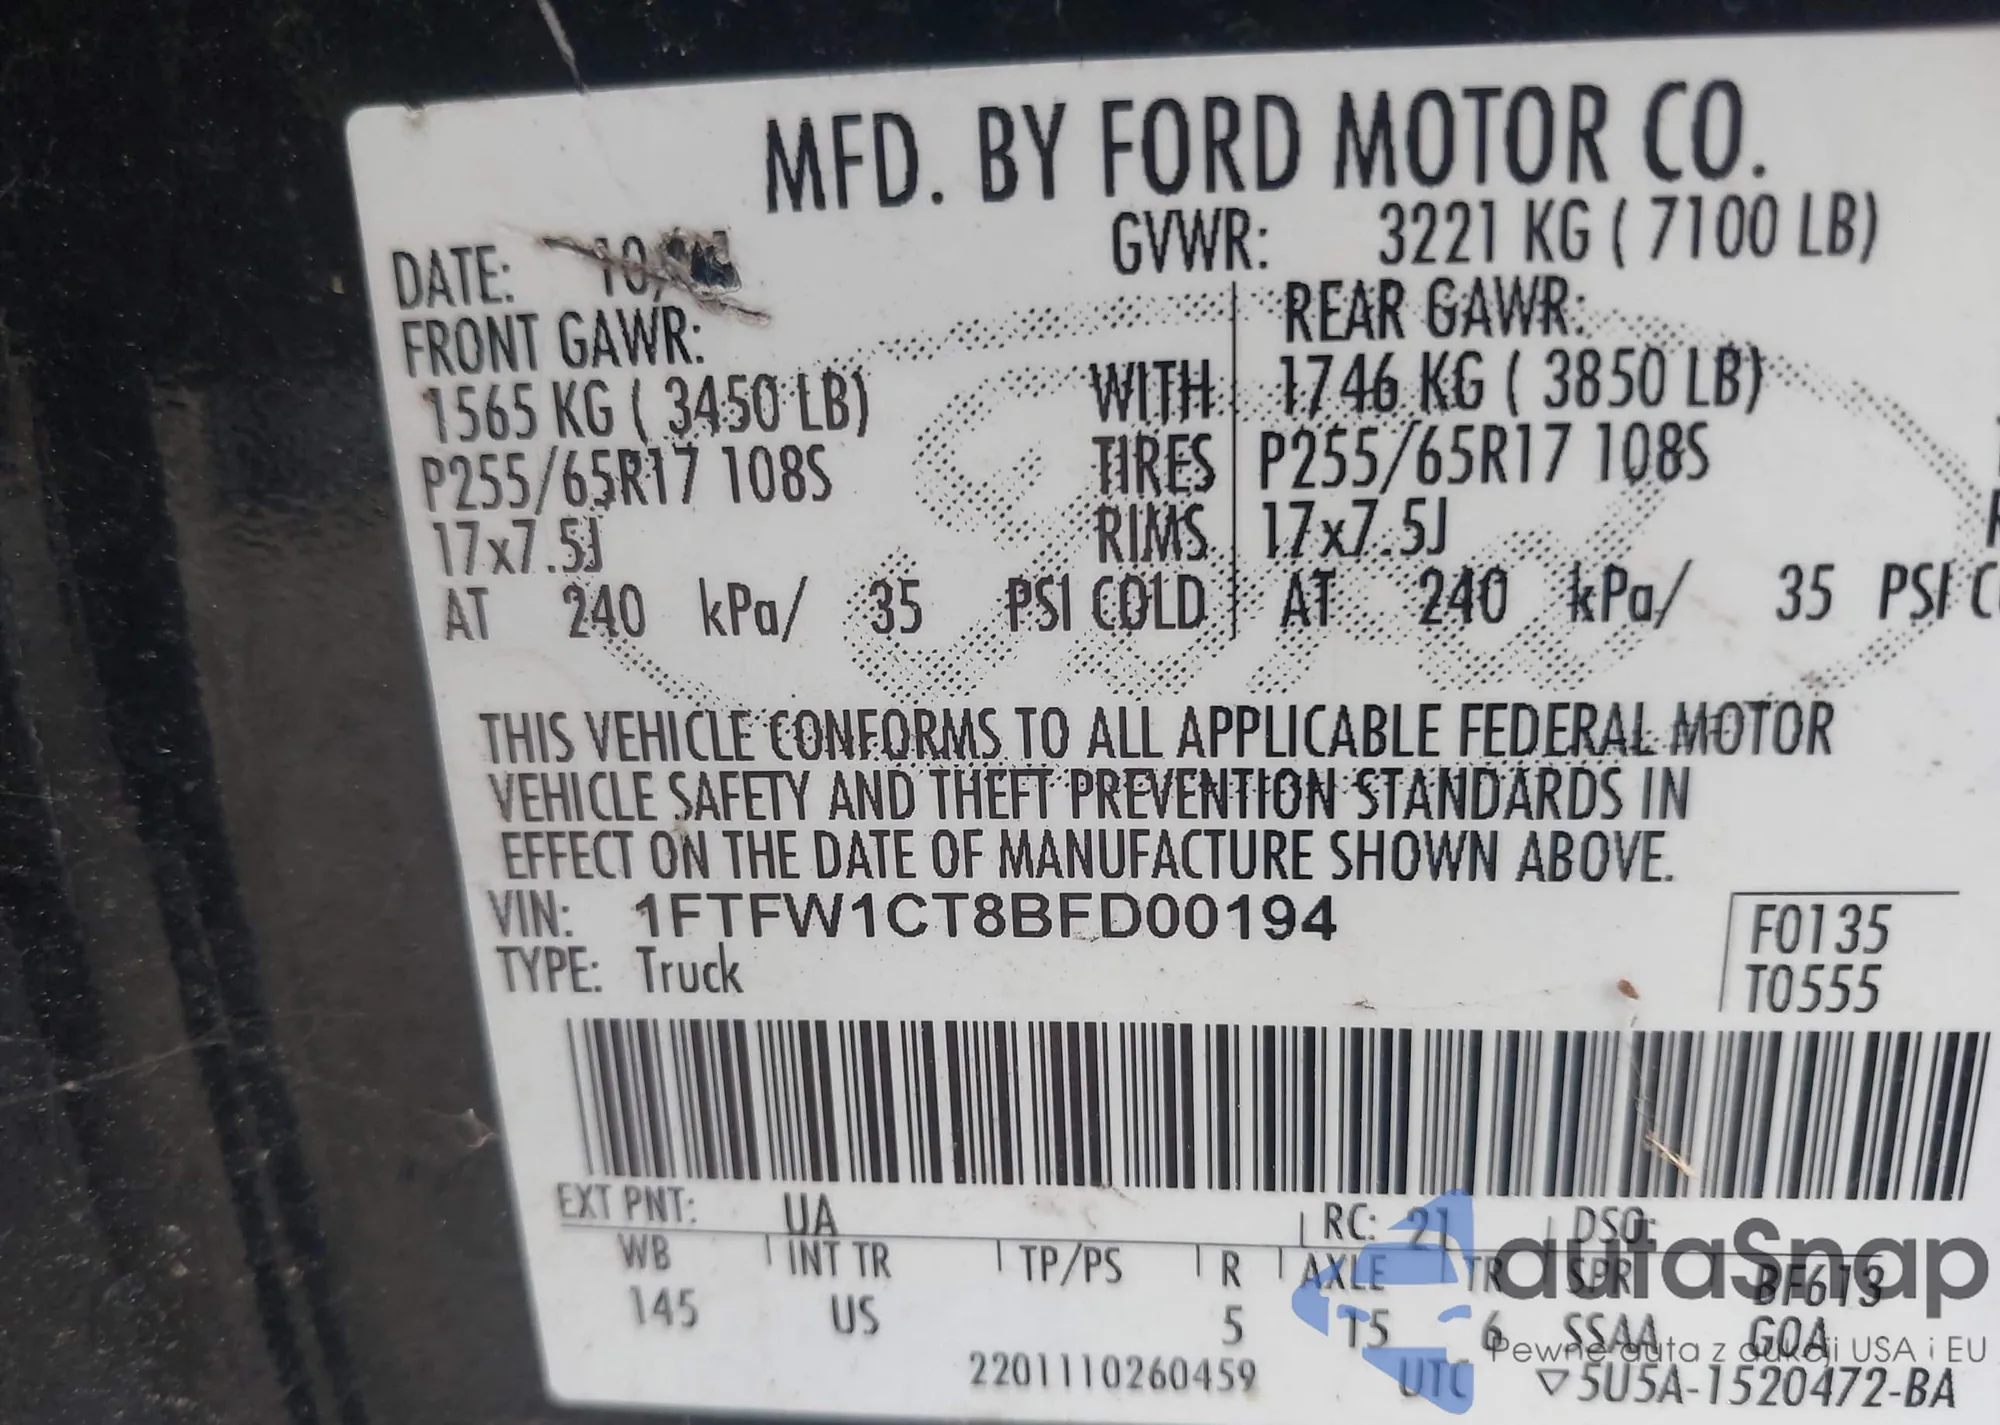 MFD. BY FORD MOTOR CO.
DATE: 10/
GVWR: 3221 KG ( 7100 LB)
FRONT GAWR:
REAR GAWR:
1565 KG ( 3450 LB) WITH 1746 KG ( 3850 LB)
P255/65R17 108S TIRES P255/65R17 108S
17x7.5J RIMS 17x7.5J
AT 240 kPa/ 35 PSI COLD AT 240 kPa/ 35 PSI
THIS VEHICLE CONFORMS TO ALL APPLICABLE FEDERAL MOTOR
VEHICLE SAFETY AND THEFT PREVENTION STANDARDS IN
EFFECT ON THE DATE OF MANUFACTURE SHOWN ABOVE.
VIN: 1FTFW1CT8BFD00194
TYPE: Truck
F0135
T0555
EXT PNT: UA RC: 21 DSO:
WB INT TR TP/PS R AXLE TR SPR BF613
145 US 5 15 6 SSAA GOA
2201110260459 UTC ▽5U5A-1520472-BA
autaSnap
Pewne auta z aukcji USA i EU